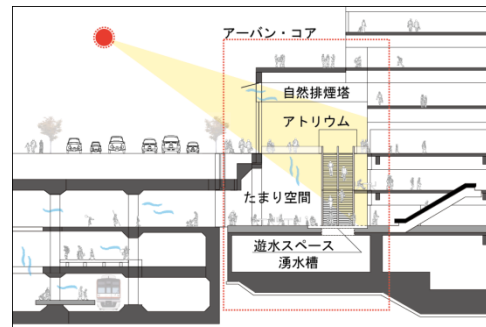 アーバン・コア
自然排煙塔
アトリウム
たまり空間
遊水スペース
湧水槽